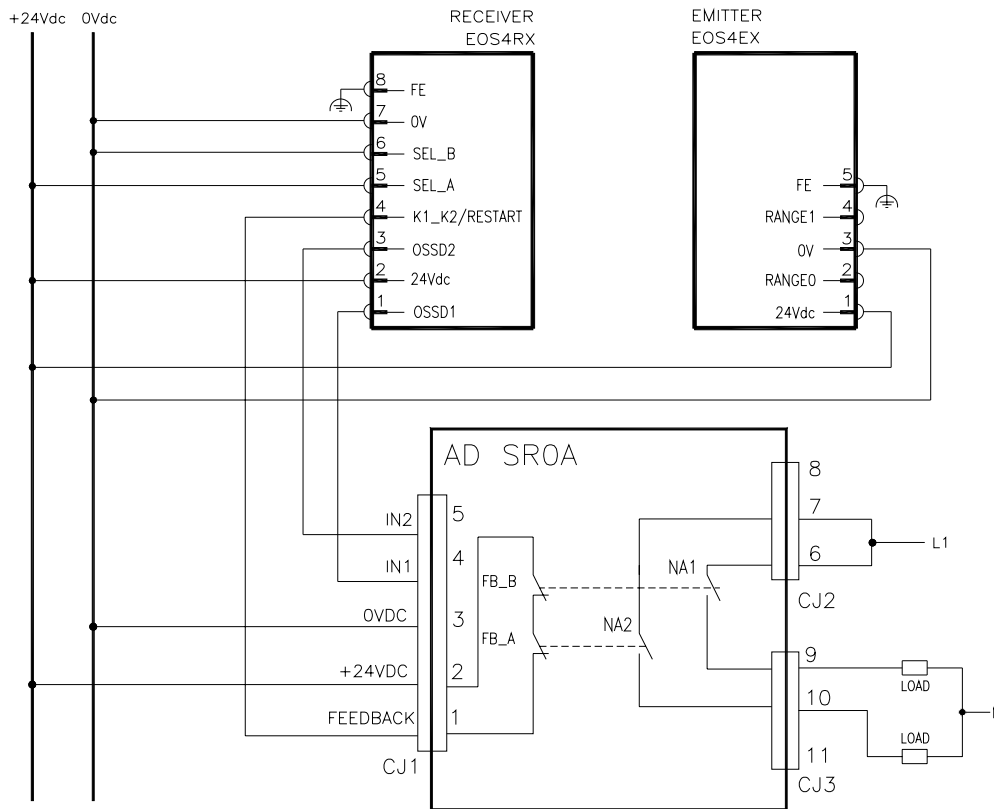 +24Vdc 0Vdc
RECEIVER
EOS4RX
EMITTER
EOS4EX
8 FE
7 0V
6 SEL_B
5 SEL_A
4 K1_K2/RESTART
3 OSSD2
2 24Vdc
1 OSSD1
FE 5
RANGE1 4
0V 3
RANGE0 2
24Vdc 1
AD SR0A
IN2 5
IN1 4
0VDC 3
+24VDC 2
FEEDBACK 1
CJ1
FB_B
FB_A
NA1
NA2
8
7
6
L1
CJ2
9
LOAD
10
LOAD
11
CJ3